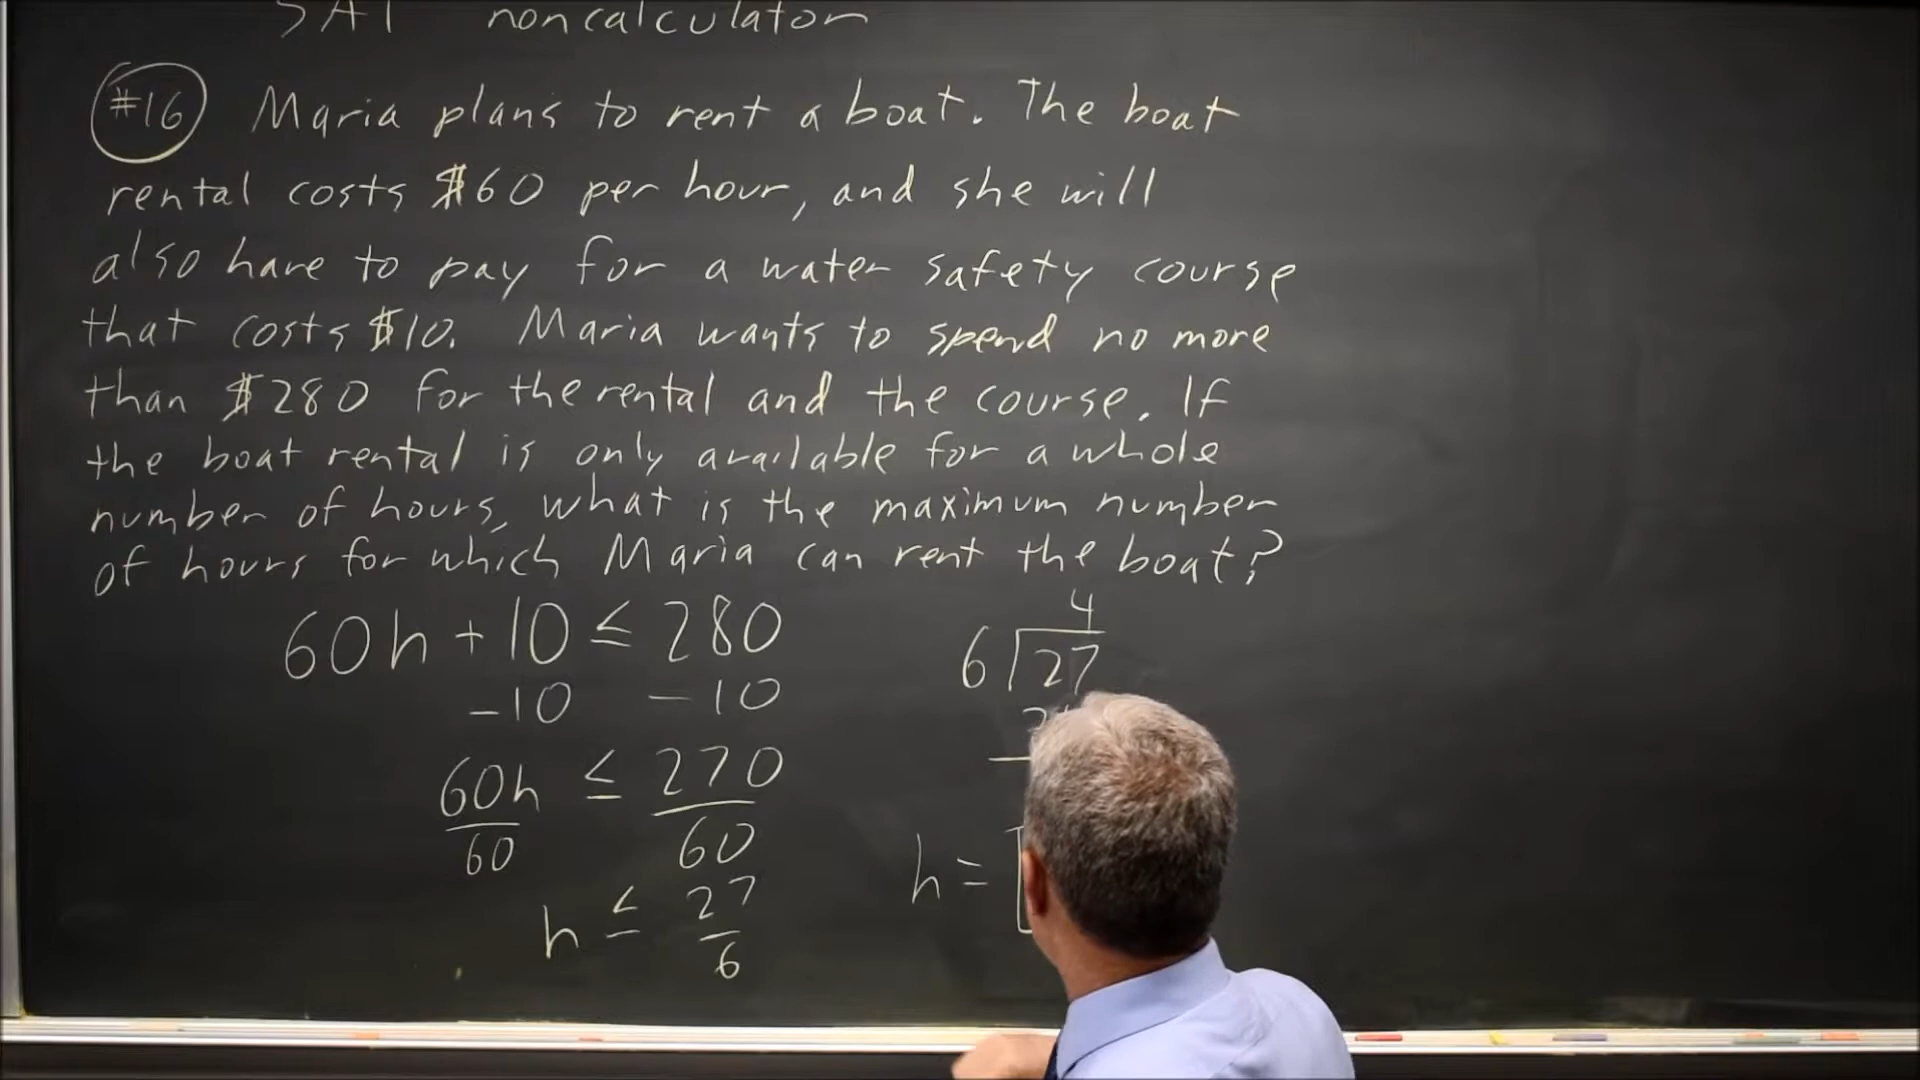 SAT noncalculator
#16 Maria plans to rent a boat. The boat
rental costs $60 per hour, and she will
also have to pay for a water safety course
that costs $10. Maria wants to spend no more
than $280 for the rental and the course. If
the boat rental is only available for a whole
number of hours, what is the maximum number
of hours for which Maria can rent the boat?
60h + 10 ≤ 280
-10 -10
60h ≤ 270
60 60
h ≤ 27
6
4
6 27
h =